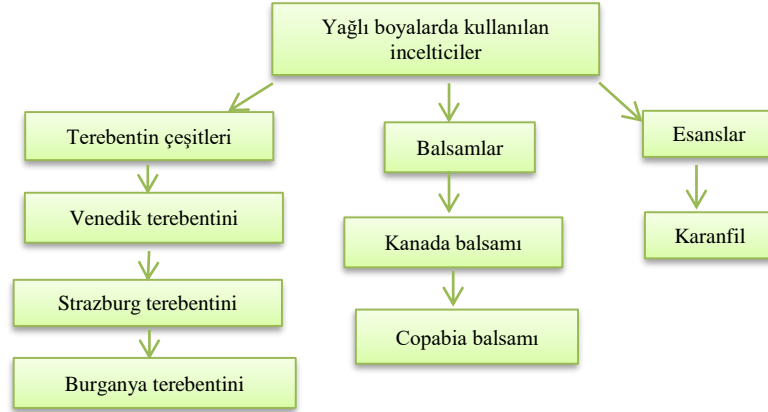 Yağlı boyalarda kullanılan
incelticiler
Terebentin çeşitleri
Venedik terebentini
Strazburg terebentini
Burganya terebentini
Balsamlar
Kanada balsamı
Copabia balsamı
Esanslar
Karanfil